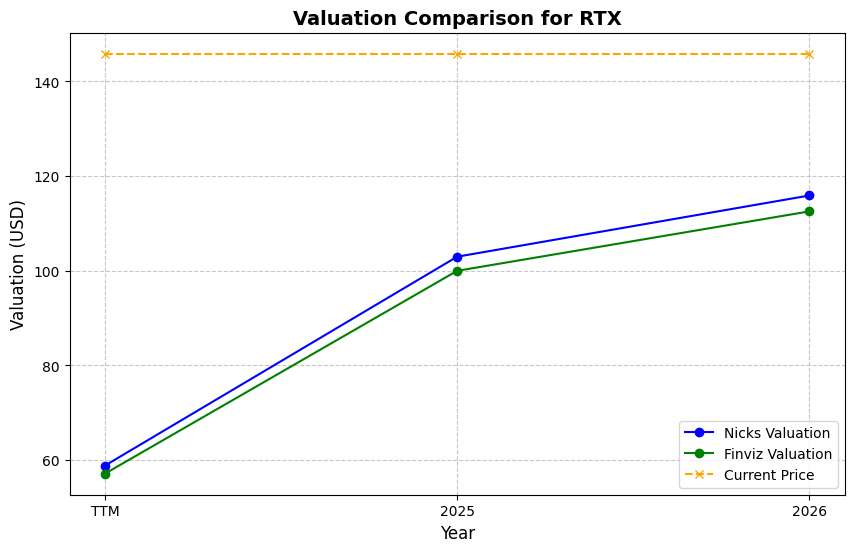 Valuation Comparison for RTX
Valuation (USD)
140
120
100
80
60
TTM
2025
2026
Year
Nicks Valuation
Finviz Valuation
Current Price